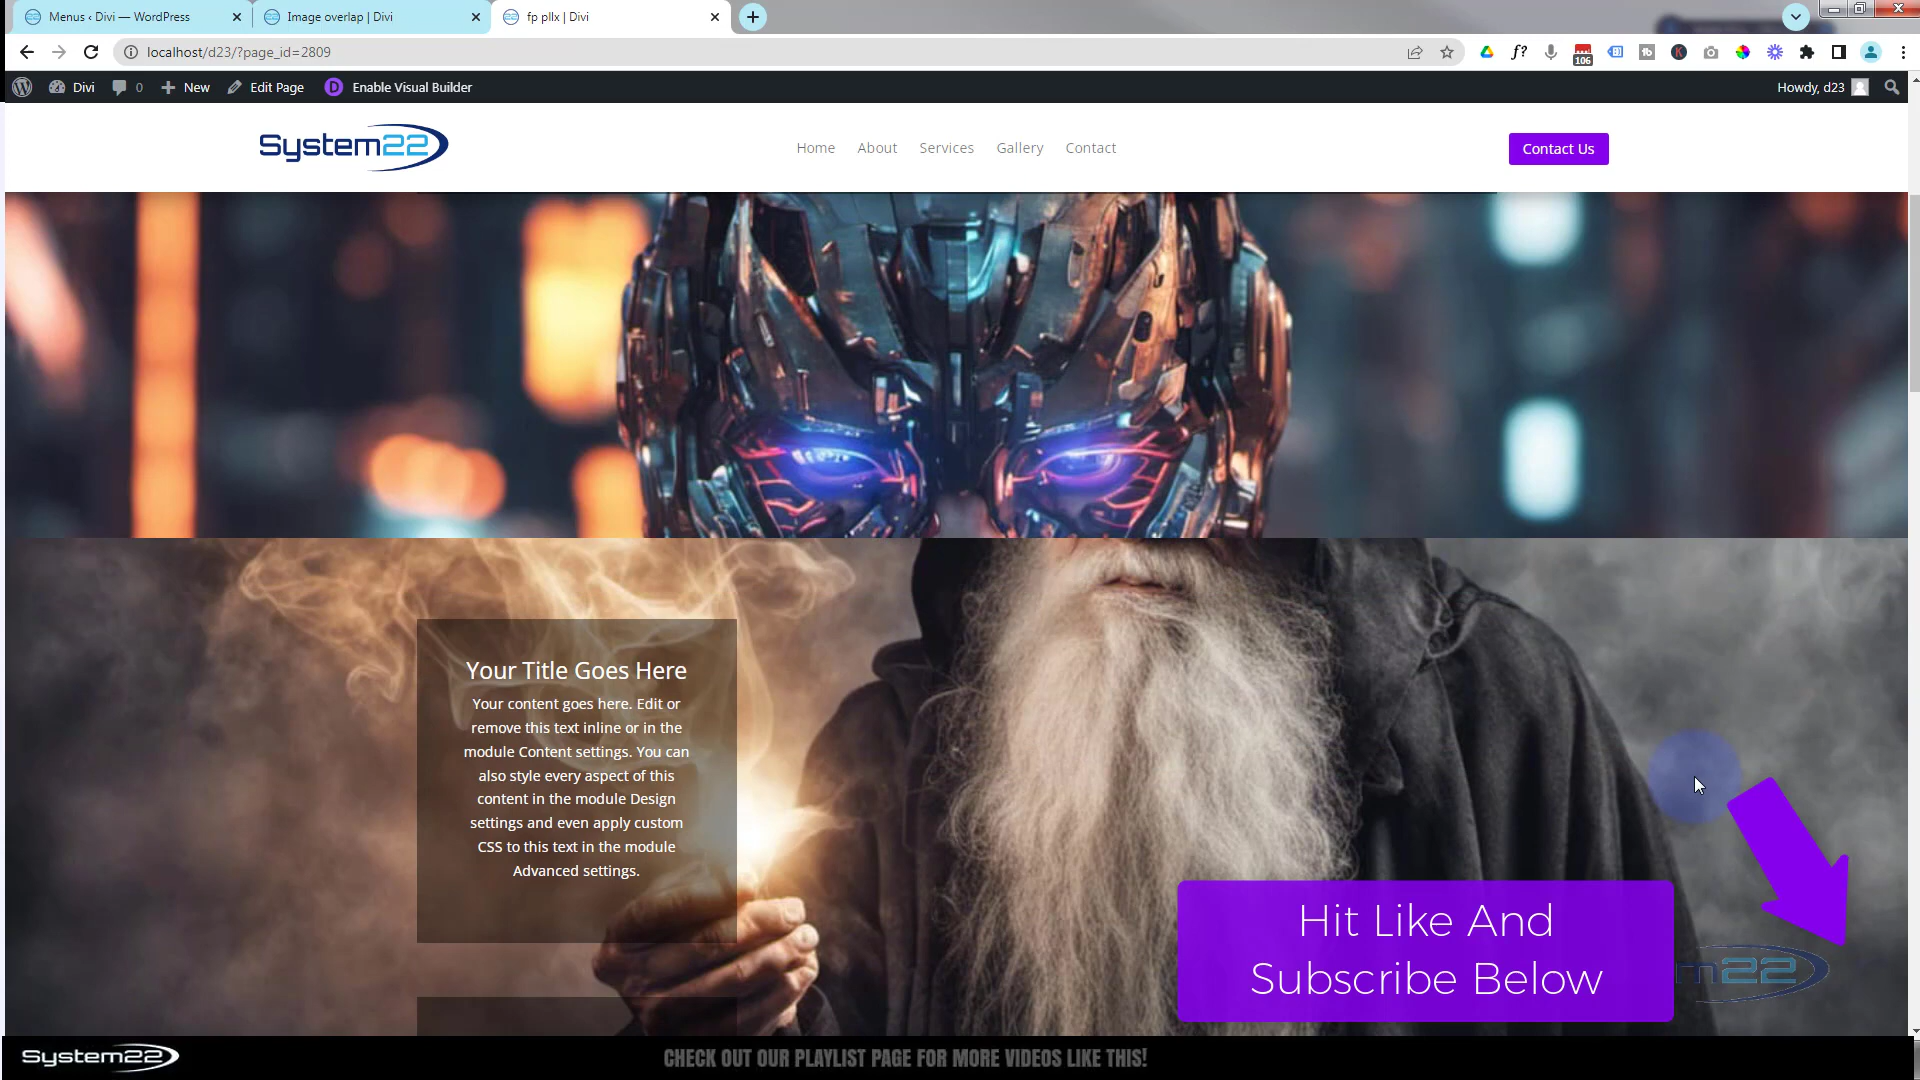 Menus ‹ Divi — WordPress
Image overlap | Divi
fp pllx | Divi
localhost/d23/?page_id=2809
f?
106
Divi
0
New
Edit Page
D
Enable Visual Builder
Howdy, d23
System22
Home
About
Services
Gallery
Contact
Contact Us
Your Title Goes Here
Your content goes here. Edit or
remove this text inline or in the
module Content settings. You can
also style every aspect of this
content in the module Design
settings and even apply custom
CSS to this text in the module
Advanced settings.
Hit Like And
Subscribe Below
m22
System22
CHECK OUT OUR PLAYLIST PAGE FOR MORE VIDEOS LIKE THIS!